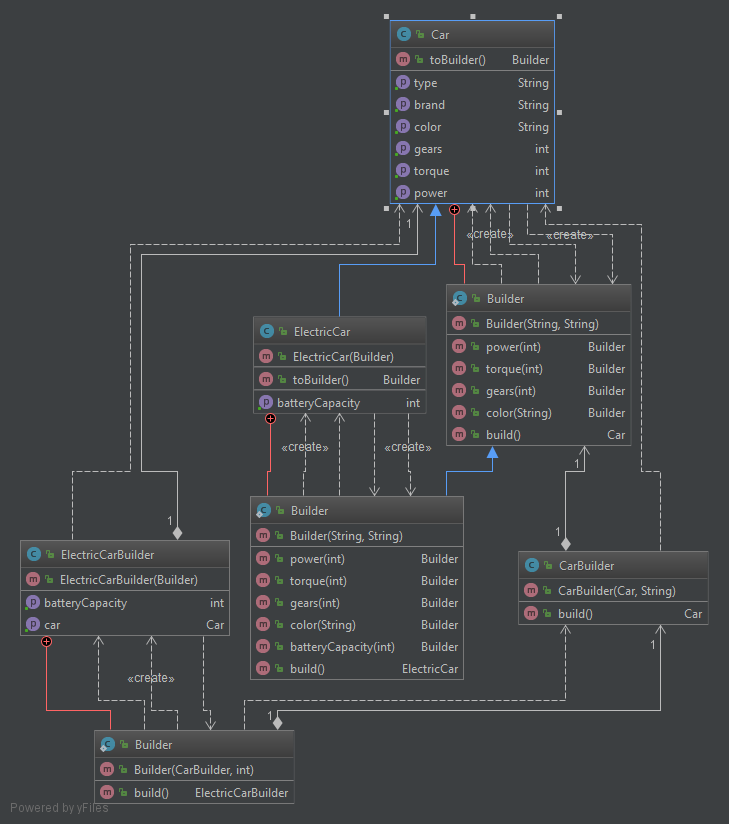 C Car
m toBuilder() Builder
p type String
p brand String
p color String
p gears int
p torque int
p power int
1
«create» «create»
C Builder
m Builder(String, String)
m power(int) Builder
m torque(int) Builder
m gears(int) Builder
m color(String) Builder
m build() Car
C ElectricCar
m ElectricCar(Builder)
m toBuilder() Builder
p batteryCapacity int
«create» «create»
1
C Builder
m Builder(String, String)
m power(int) Builder
m torque(int) Builder
m gears(int) Builder
m color(String) Builder
m batteryCapacity(int) Builder
m build() ElectricCar
1
1
C ElectricCarBuilder
m ElectricCarBuilder(Builder)
p batteryCapacity int
p car Car
C CarBuilder
m CarBuilder(Car, String)
m build() Car
«create»
1
1
C Builder
m Builder(CarBuilder, int)
m build() ElectricCarBuilder
Powered by yFiles